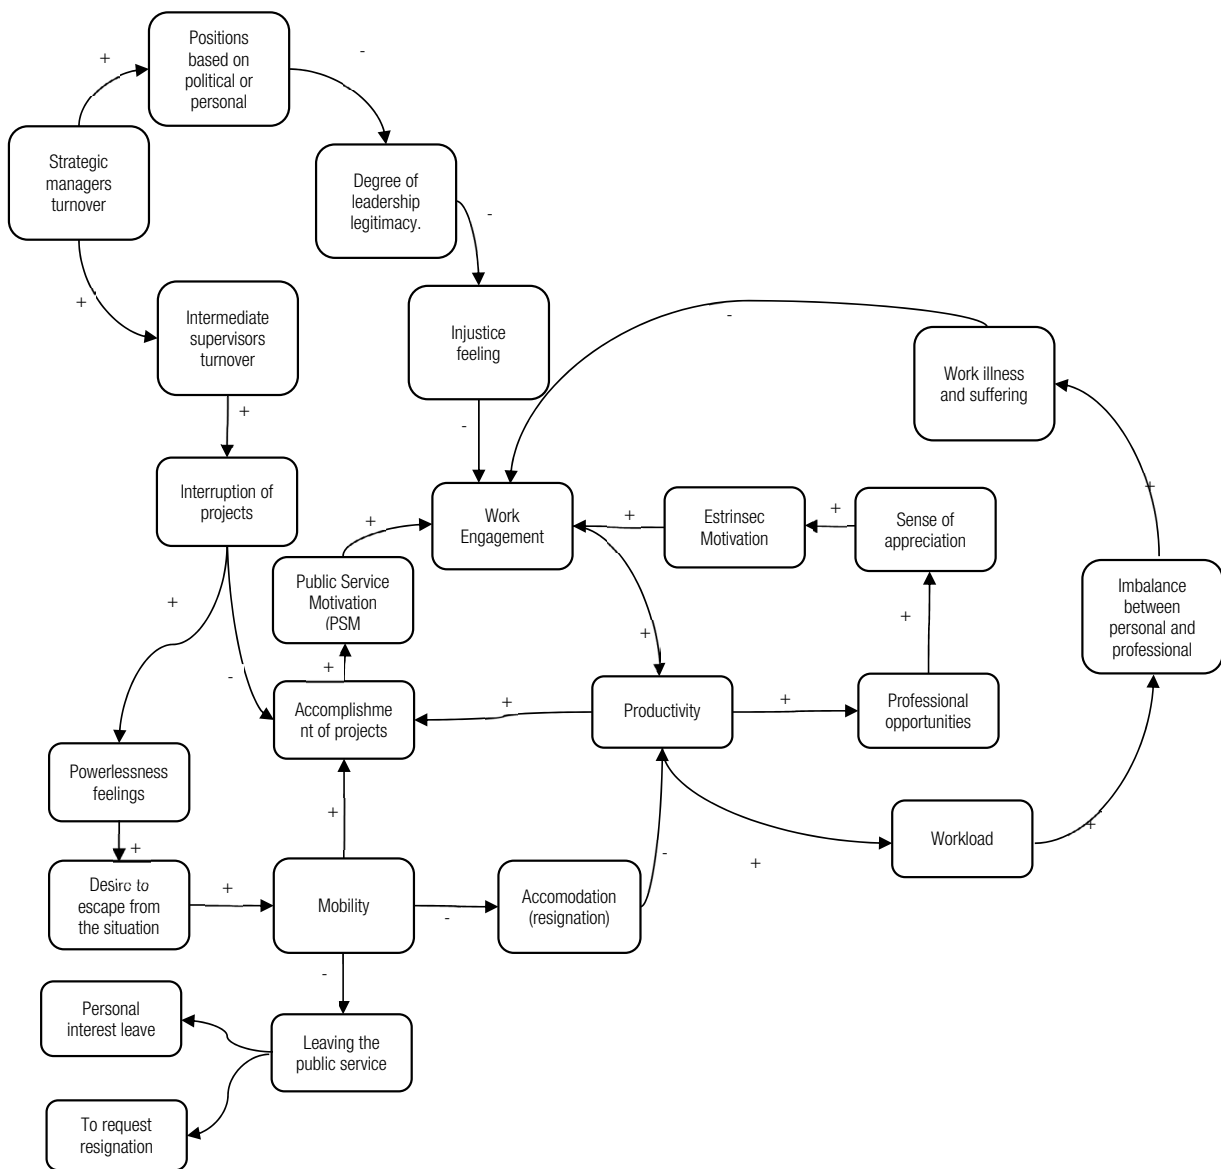 Positions
based on
political or
personal
+
-
Strategic
managers
turnover
Degree of
leadership
legitimacy.
-
+
Intermediate
supervisors
turnover
Injustice
feeling
-
Work illness
and suffering
+
-
Interruption of
projects
+
Work
Engagement
+
Estrinsec
Motivation
+
Sense of
appreciation
+
Public Service
Motivation
(PSM
+
Imbalance
between
personal and
professional
+
+
-
+
Accomplishme
nt of projects
+
Productivity
+
Professional
opportunities
Powerlessness
feelings
+
+
Workload
+
+
-
+
Desire to
escape from
the situation
+
Mobility
-
Accomodation
(resignation)
-
Personal
interest leave
Leaving the
public service
To request
resignation